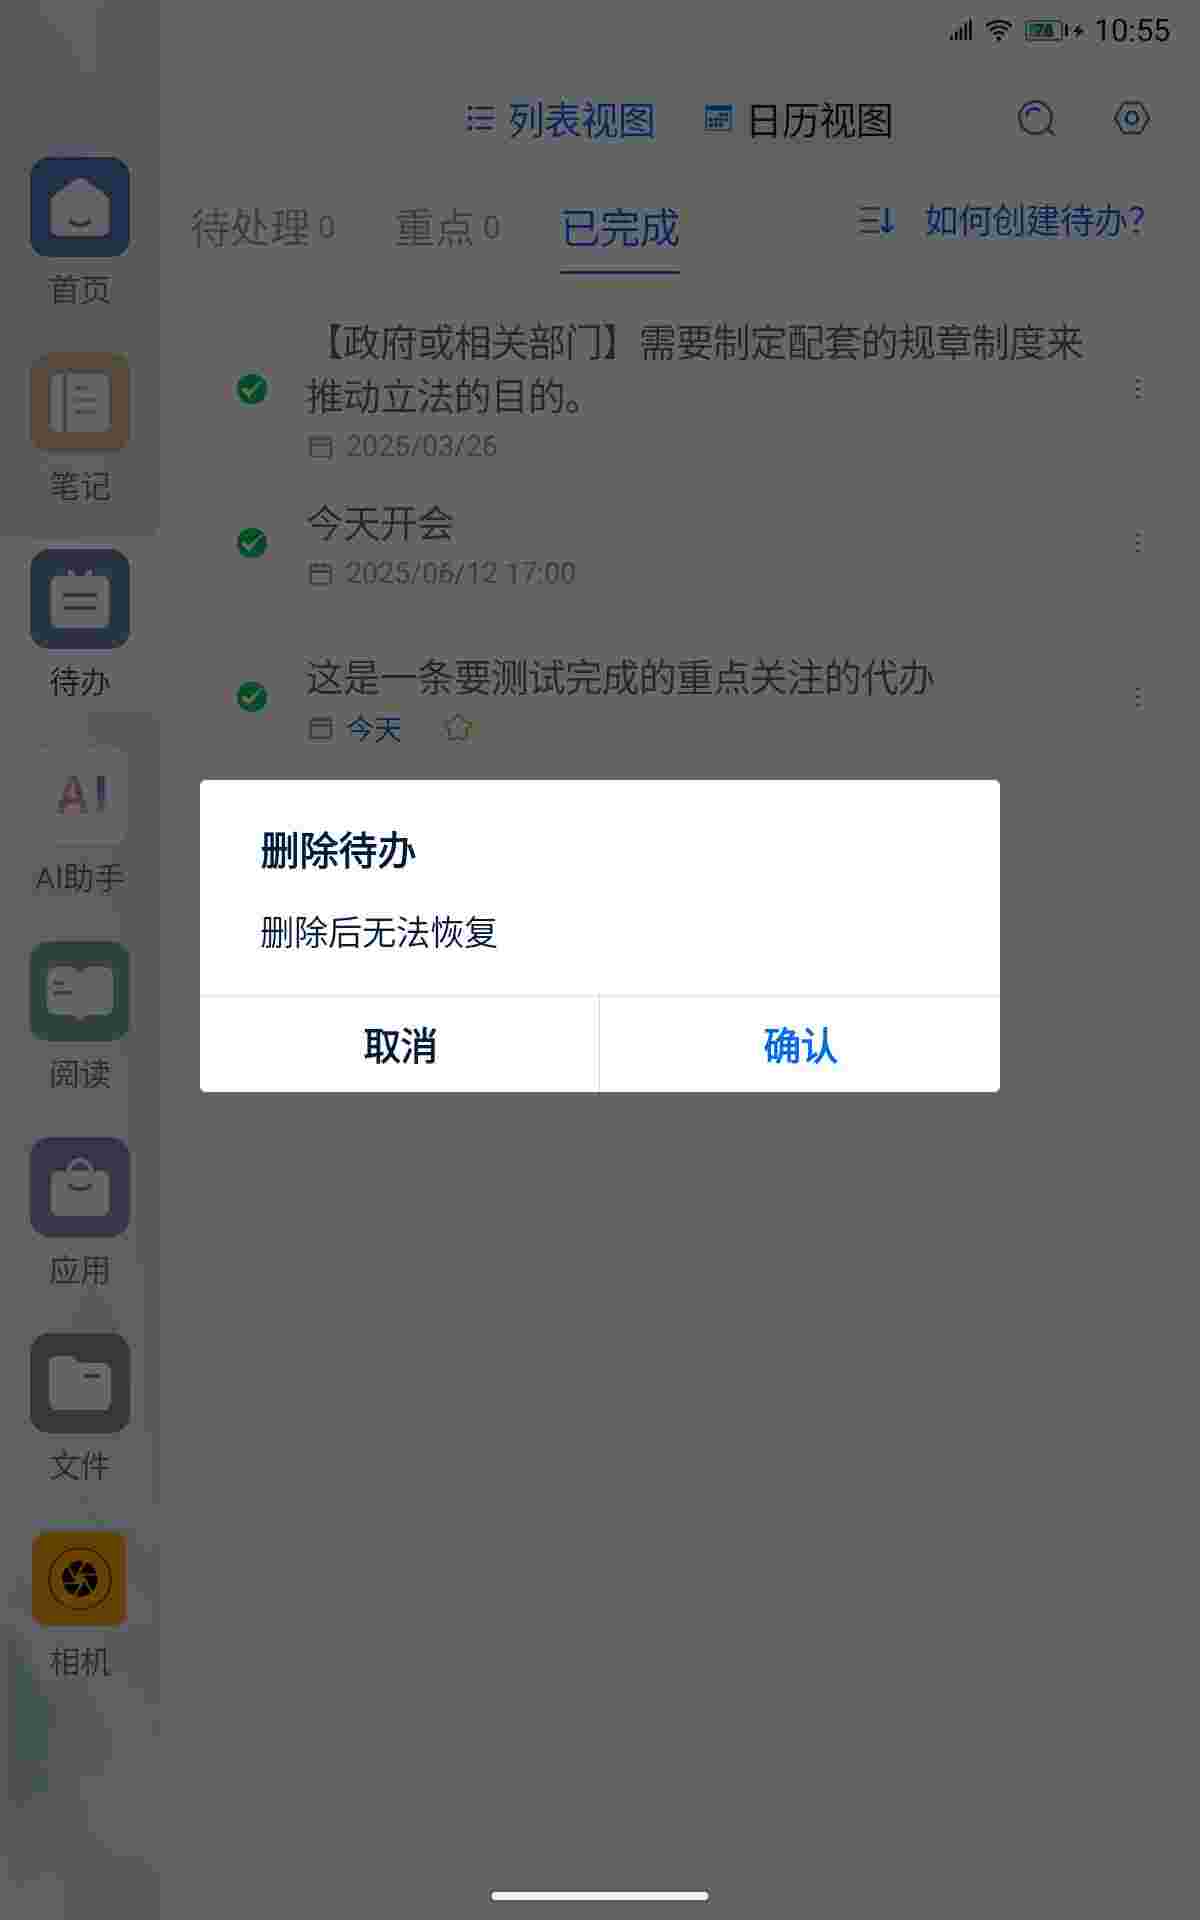 74 10:55
列表视图 日历视图
待处理 0 重点 0 已完成 如何创建待办?
【政府或相关部门】需要制定配套的规章制度来
推动立法的目的。
2025/03/26
今天开会
2025/06/12 17:00
这是一条要测试完成的重点关注的代办
今天
删除待办
删除后无法恢复
取消 确认
首页
笔记
待办
AI
AI助手
阅读
应用
文件
相机